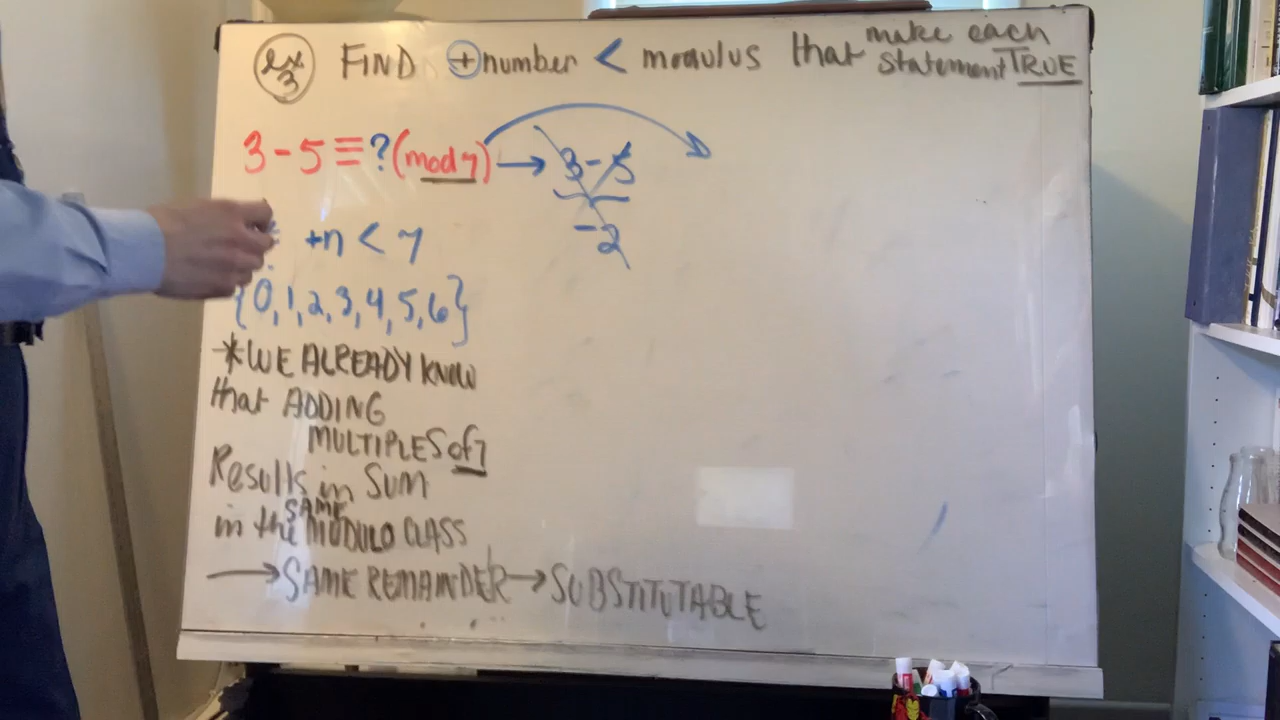 ex 3 FIND + number < modulus that make each statement TRUE
3 - 5 ≡ ? (mod 7) → 3 - 5
-2
+n < 7
{0, 1, 2, 3, 4, 5, 6}
*WE ALREADY KNOW
that ADDING
MULTIPLES of 7
Results in SUM
in the SAME MODULO CLASS
→ SAME REMAINDER → SUBSTITUTABLE